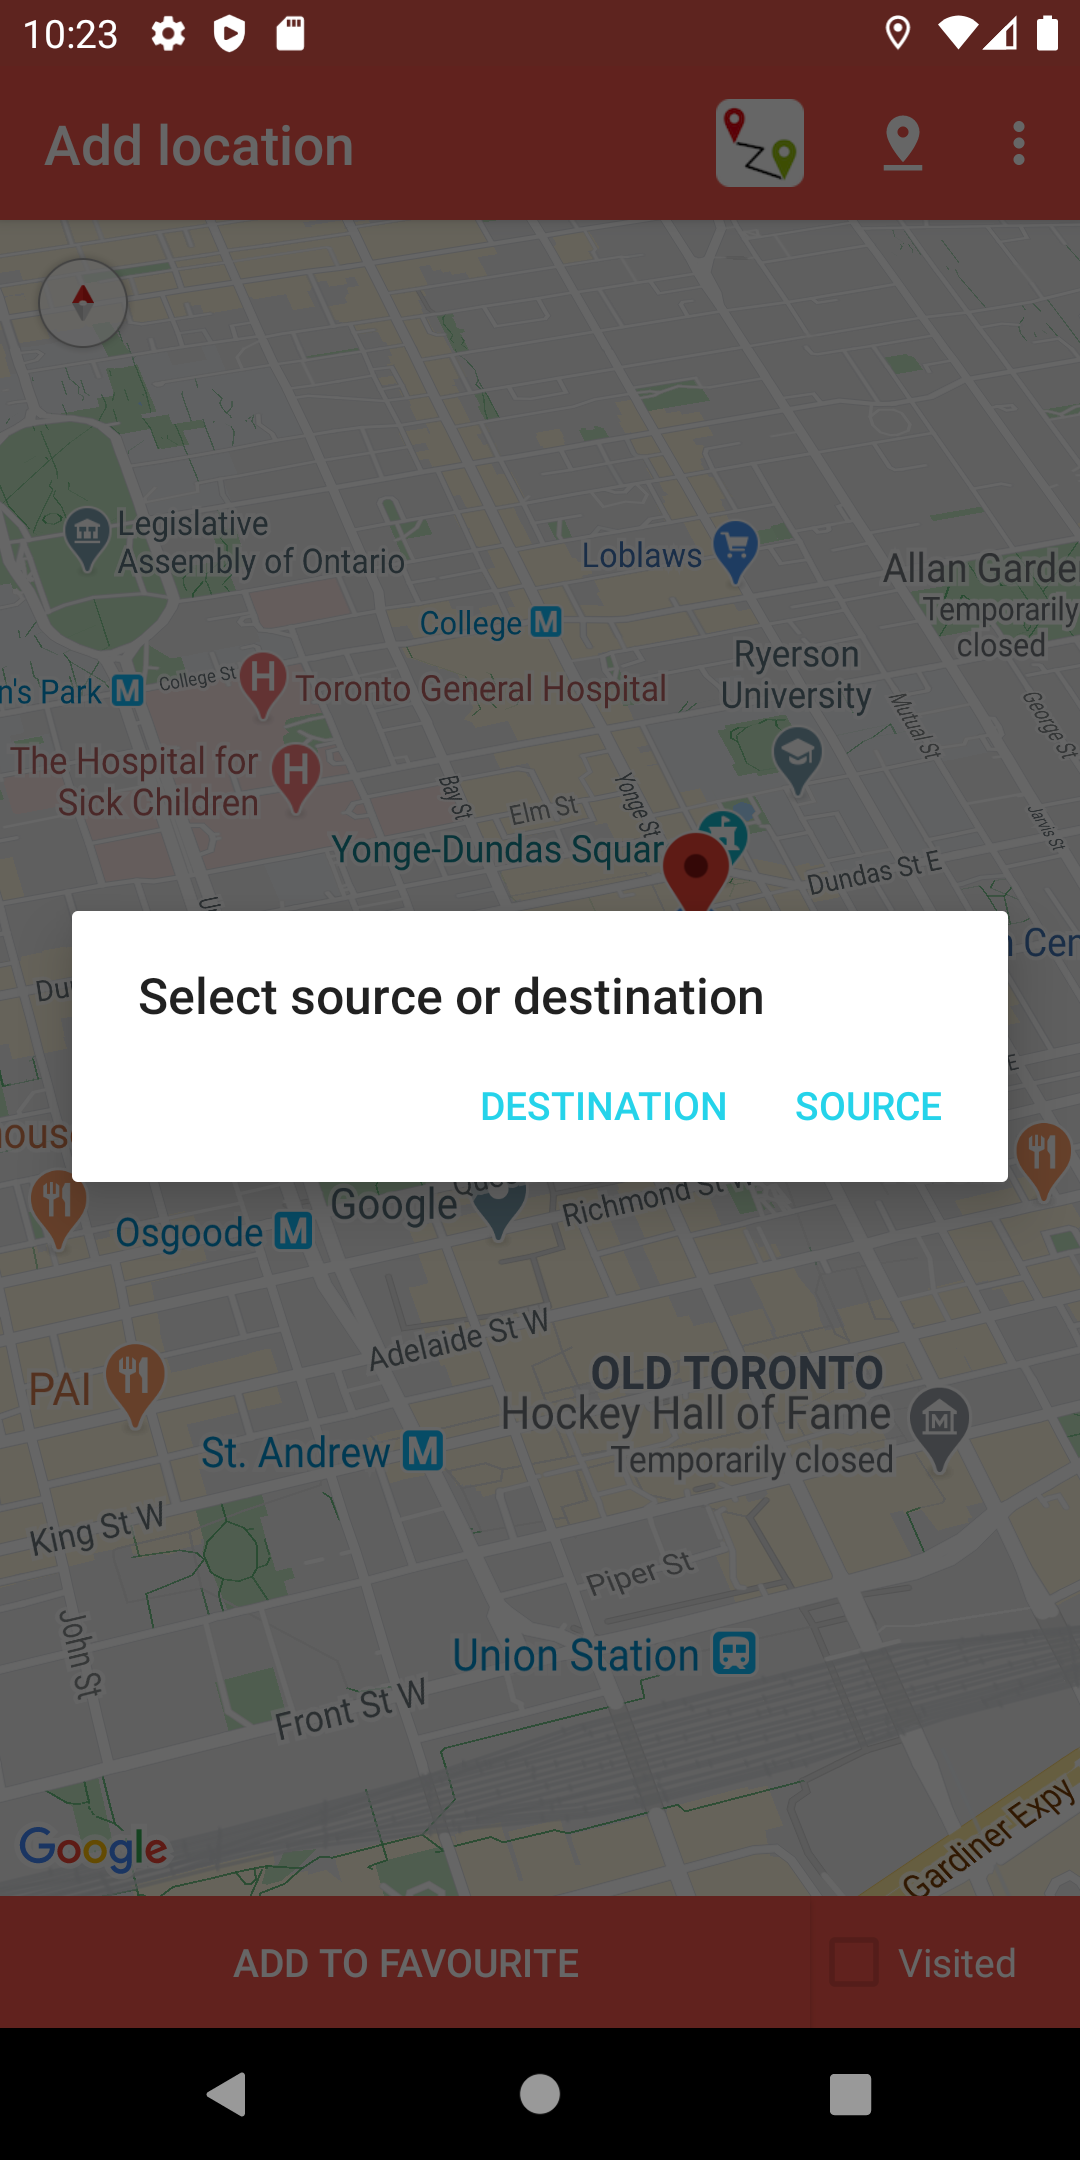 10:23
Add location
Legislative
Assembly of Ontario
Loblaws
Allan Garde
Temporarily
closed
College M
Ryerson
University
n's Park M
College St
H
Toronto General Hospital
Mutual St
George St
The Hospital for
Sick Children
H
Bay St
Elm St
Yonge St
Jarvis St
Yonge-Dundas Squar
Dundas St E
n Cen
Du
Select source or destination
DESTINATION
SOURCE
E
ous
Google
Richmond St W
Osgoode M
Adelaide St W
PAI
OLD TORONTO
Hockey Hall of Fame
Temporarily closed
M
St. Andrew M
King St W
Piper St
John St
Union Station
Front St W
Gardiner Expy
Google
ADD TO FAVOURITE
Visited